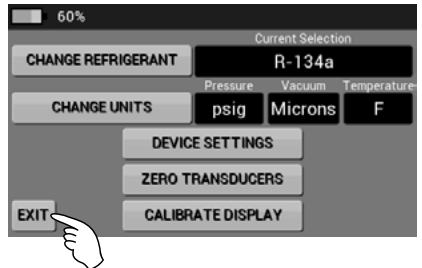 60%
Current Selection
CHANGE REFRIGERANT R-134a
Pressure Vacuum Temperature
CHANGE UNITS psig Microns F
DEVICE SETTINGS
ZERO TRANSDUCERS
EXIT CALIBRATE DISPLAY